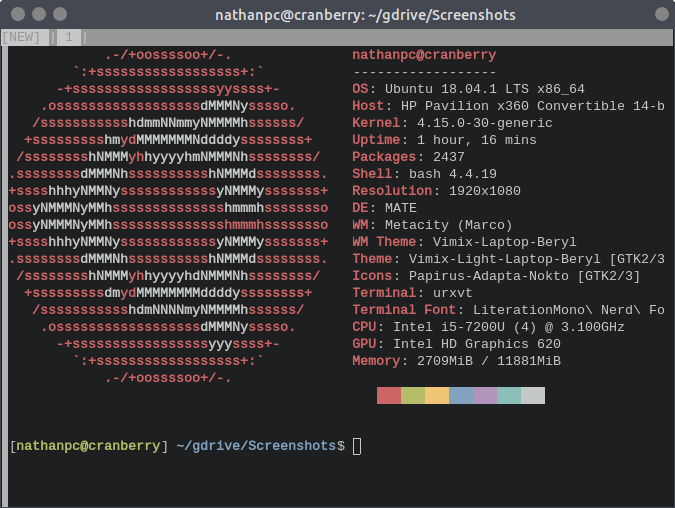 nathanpc@cranberry: ~/gdrive/Screenshots
[NEW] | 1 |
.-/+oossssoo+/-. nathanpc@cranberry
`:+ssssssssssssssssss+:` ------------------
-+ssssssssssssssssssyyssss+- OS: Ubuntu 18.04.1 LTS x86_64
.ossssssssssssssssssdMMMNysssso. Host: HP Pavilion x360 Convertible 14-b
/ssssssssssshdmmNNmmyNMMMMhssssss/ Kernel: 4.15.0-30-generic
+ssssssssshmydMMMMMMMNddddyssssssss+ Uptime: 1 hour, 16 mins
/sssssssshNMMMyhhyyyyhmNMMMNhssssssss/ Packages: 2437
.ssssssssdMMMNhsssssssssshNMMMdssssssss. Shell: bash 4.4.19
+sssshhhyNMMNyssssssssssssyNMMMysssssss+ Resolution: 1920x1080
ossyNMMMNyMMhsssssssssssssshmmmhssssssso DE: MATE
ossyNMMMNyMMhsssssssssssssshmmmhssssssso WM: Metacity (Marco)
+sssshhhyNMMNyssssssssssssyNMMMysssssss+ WM Theme: Vimix-Laptop-Beryl
.ssssssssdMMMNhsssssssssshNMMMdssssssss. Theme: Vimix-Light-Laptop-Beryl [GTK2/3
/sssssssshNMMMyhhyyyyhdNMMMNhssssssss/ Icons: Papirus-Adapta-Nokto [GTK2/3]
+sssssssssdmydMMMMMMMMddddyssssssss+ Terminal: urxvt
/ssssssssssshdmNNNNmyNMMMMhssssss/ Terminal Font: LiterationMono\ Nerd\ Fo
.ossssssssssssssssssdMMMNysssso. CPU: Intel i5-7200U (4) @ 3.100GHz
-+sssssssssssssssssyyyssss+- GPU: Intel HD Graphics 620
`:+ssssssssssssssssss+:` Memory: 2709MiB / 11881MiB
.-/+oossssoo+/-.
[nathanpc@cranberry] ~/gdrive/Screenshots$